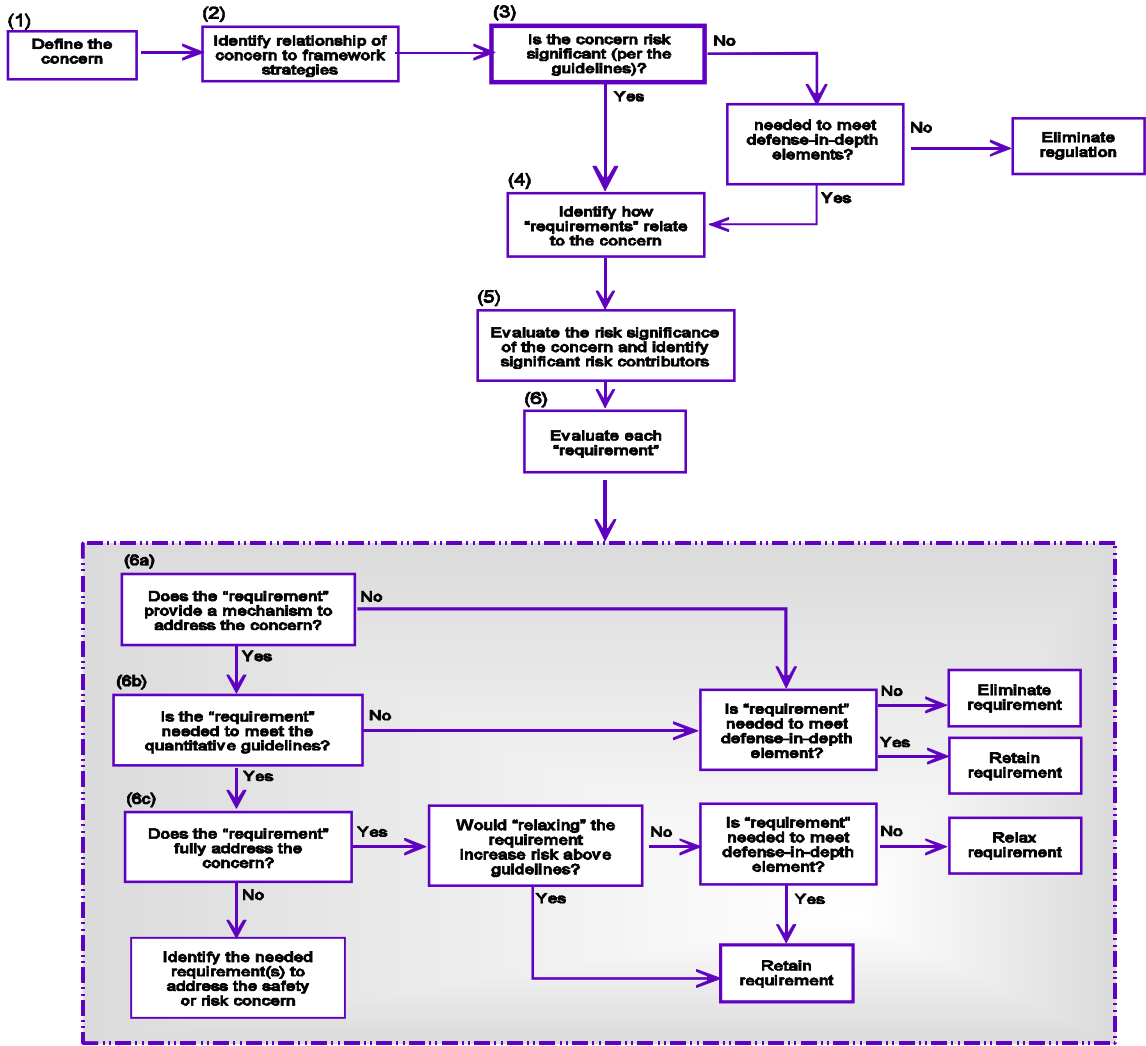 (1)
Define the
concern
(2)
Identify relationship of
concern to framework
strategies
(3)
Is the concern risk
significant (per the
guidelines)?
No
Yes
needed to meet
defense-in-depth
elements?
No
Eliminate
regulation
Yes
(4)
Identify how
“requirements” relate
to the concern
(5)
Evaluate the risk significance
of the concern and identify
significant risk contributors
(6)
Evaluate each
“requirement”
(6a)
Does the “requirement”
provide a mechanism to
address the concern?
No
Yes
(6b)
Is the “requirement”
needed to meet the
quantitative guidelines?
No
Yes
Is “requirement”
needed to meet
defense-in-depth
element?
No
Eliminate
requirement
Yes
Retain
requirement
(6c)
Does the “requirement”
fully address the
concern?
Yes
No
Would “relaxing” the
requirement
increase risk above
guidelines?
No
Yes
Is “requirement”
needed to meet
defense-in-depth
element?
No
Relax
requirement
Yes
Retain
requirement
Identify the needed
requirement(s) to
address the safety
or risk concern